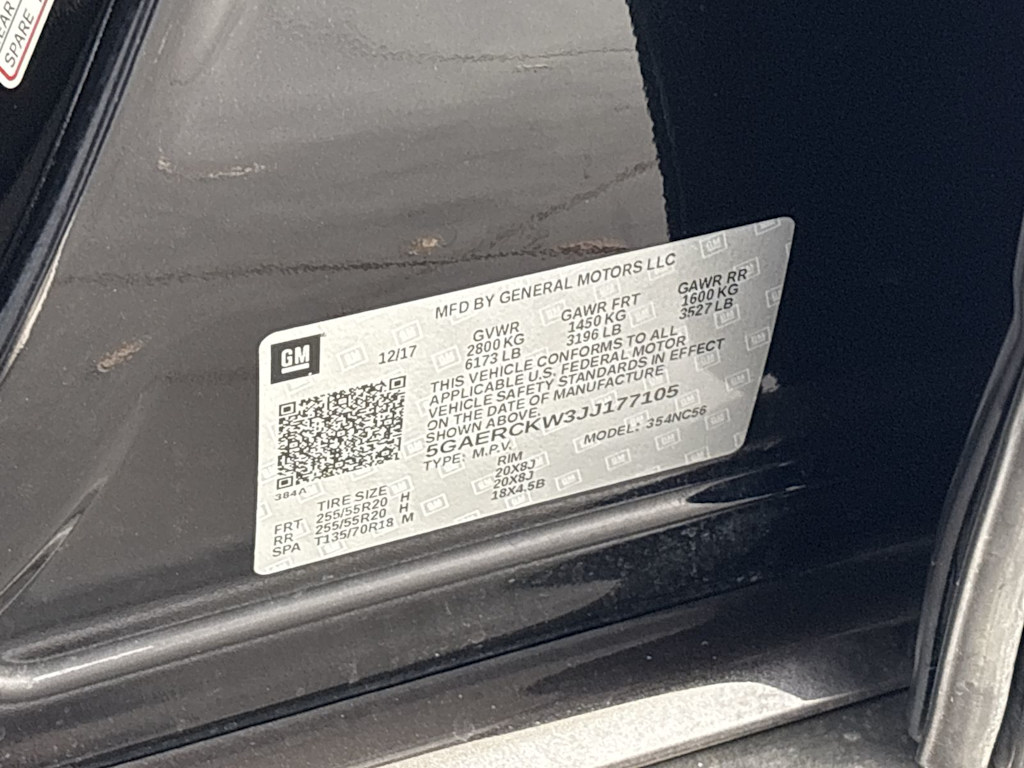 EAR
SPARE
MFD BY GENERAL MOTORS LLC
GM
12/17
GVWR GAWR FRT GAWR RR
2800 KG 1450 KG 1600 KG
6173 LB 3196 LB 3527 LB
THIS VEHICLE CONFORMS TO ALL
APPLICABLE U.S. FEDERAL MOTOR
VEHICLE SAFETY STANDARDS IN EFFECT
ON THE DATE OF MANUFACTURE
SHOWN ABOVE.
5GAERCKW3JJ177105
TYPE: M.P.V. MODEL: 354NC56
384A
TIRE SIZE RIM
FRT 255/55R20 H 20X8J
RR 255/55R20 H 20X8J
SPA T135/70R18 M 18X4.5B